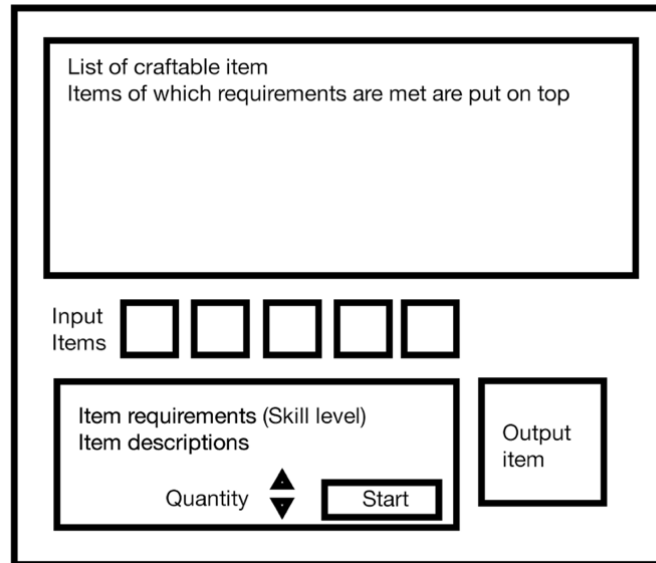 List of craftable item
Items of which requirements are met are put on top
Input
Items
Item requirements (Skill level)
Item descriptions
Quantity
Start
Output
item